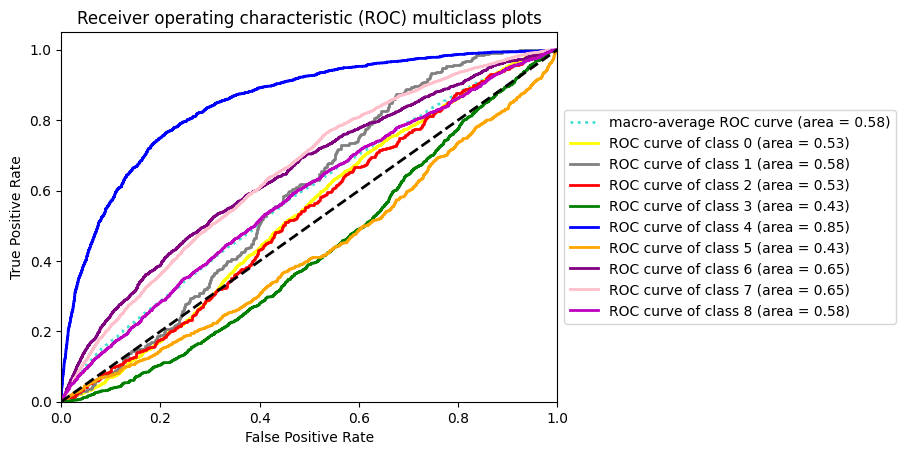 Receiver operating characteristic (ROC) multiclass plots
True Positive Rate
1.0
0.8
0.6
0.4
0.2
0.0
0.0 0.2 0.4 0.6 0.8 1.0
False Positive Rate
macro-average ROC curve (area = 0.58)
ROC curve of class 0 (area = 0.53)
ROC curve of class 1 (area = 0.58)
ROC curve of class 2 (area = 0.53)
ROC curve of class 3 (area = 0.43)
ROC curve of class 4 (area = 0.85)
ROC curve of class 5 (area = 0.43)
ROC curve of class 6 (area = 0.65)
ROC curve of class 7 (area = 0.65)
ROC curve of class 8 (area = 0.58)